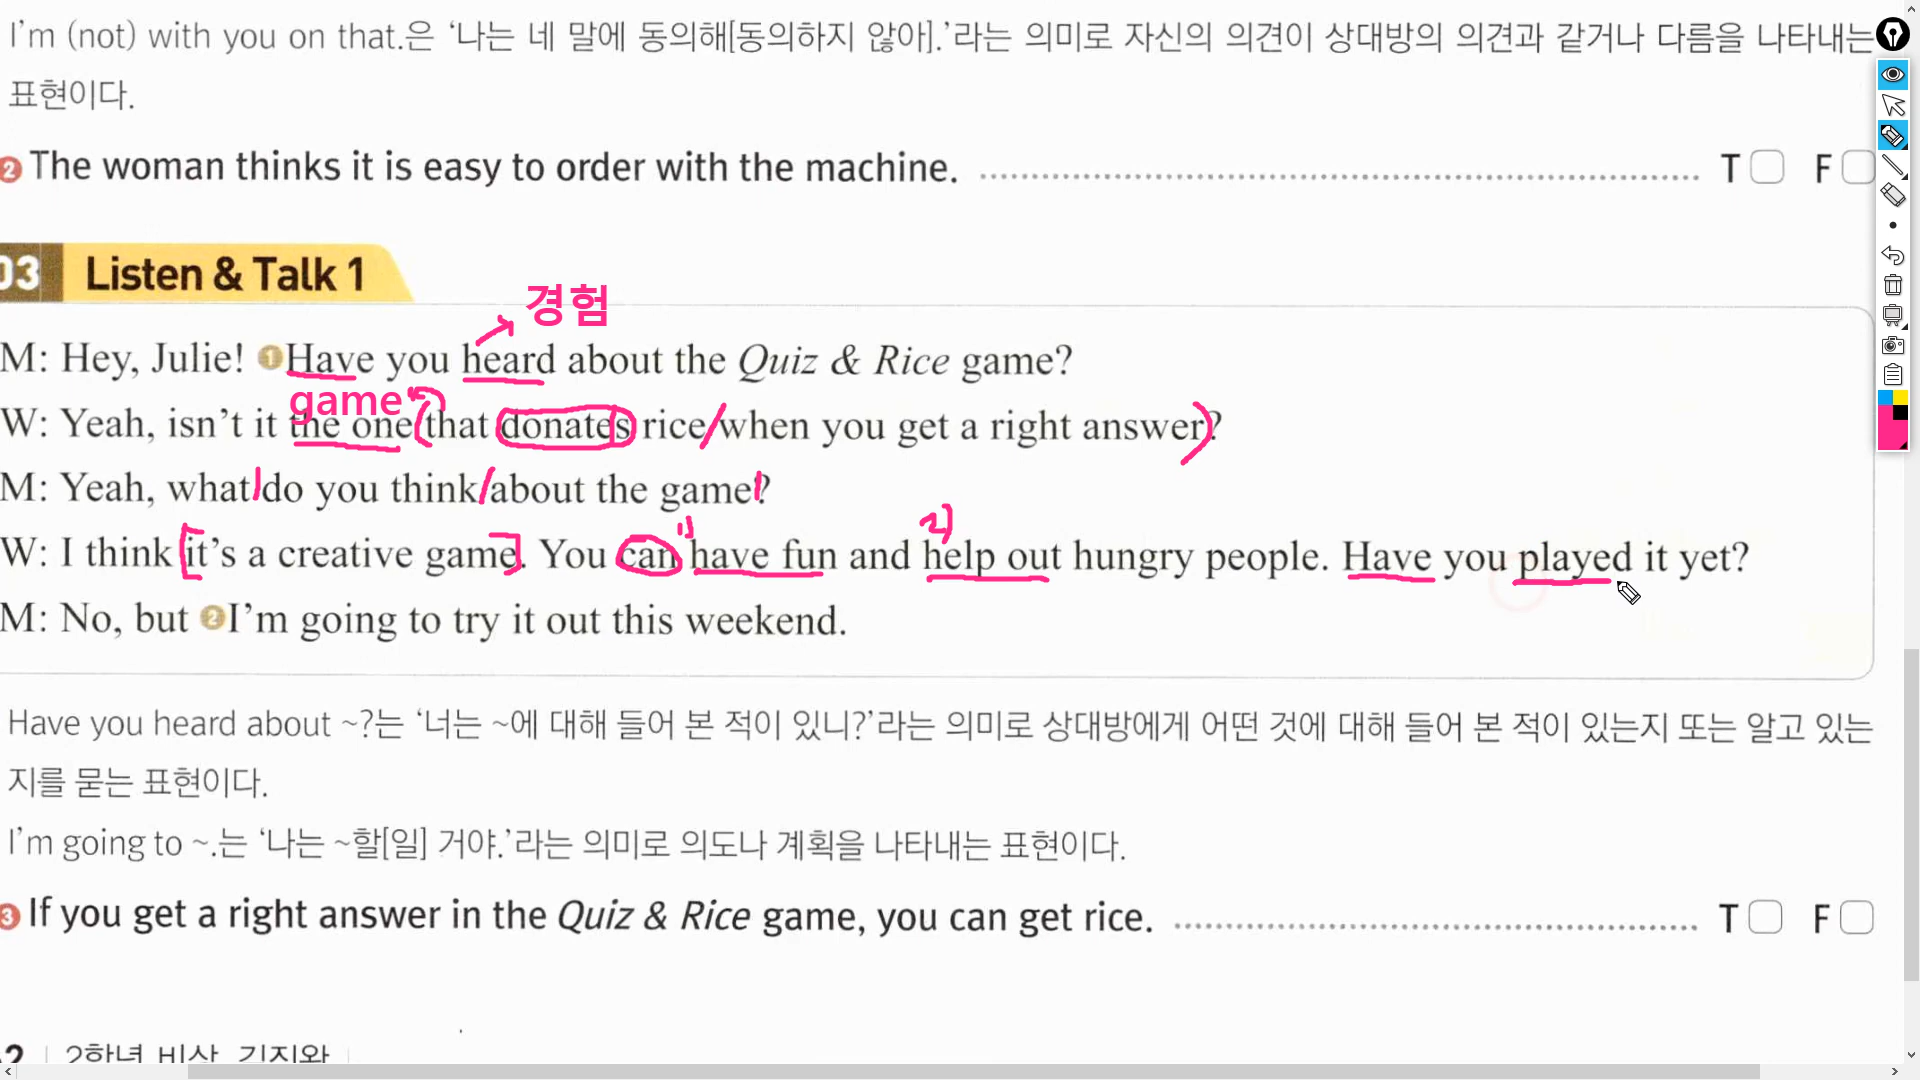 I'm (not) with you on that.은 ‘나는 네 말에 동의해[동의하지 않아].’라는 의미로 자신의 의견이 상대방의 의견과 같거나 다름을 나타내는
표현이다.
2 The woman thinks it is easy to order with the machine. T F
03 Listen & Talk 1
경험
M: Hey, Julie! 1 Have you heard about the Quiz & Rice game?
game
W: Yeah, isn't it the one that donates rice when you get a right answer?
M: Yeah, what do you think about the game?
1) 2)
W: I think it's a creative game. You can have fun and help out hungry people. Have you played it yet?
M: No, but 2 I'm going to try it out this weekend.
Have you heard about ~?는 ‘너는 ~에 대해 들어 본 적이 있니?’라는 의미로 상대방에게 어떤 것에 대해 들어 본 적이 있는지 또는 알고 있는
지를 묻는 표현이다.
I'm going to ~.는 ‘나는 ~할[일] 거야.’라는 의미로 의도나 계획을 나타내는 표현이다.
3 If you get a right answer in the Quiz & Rice game, you can get rice. T F
2학년 비상